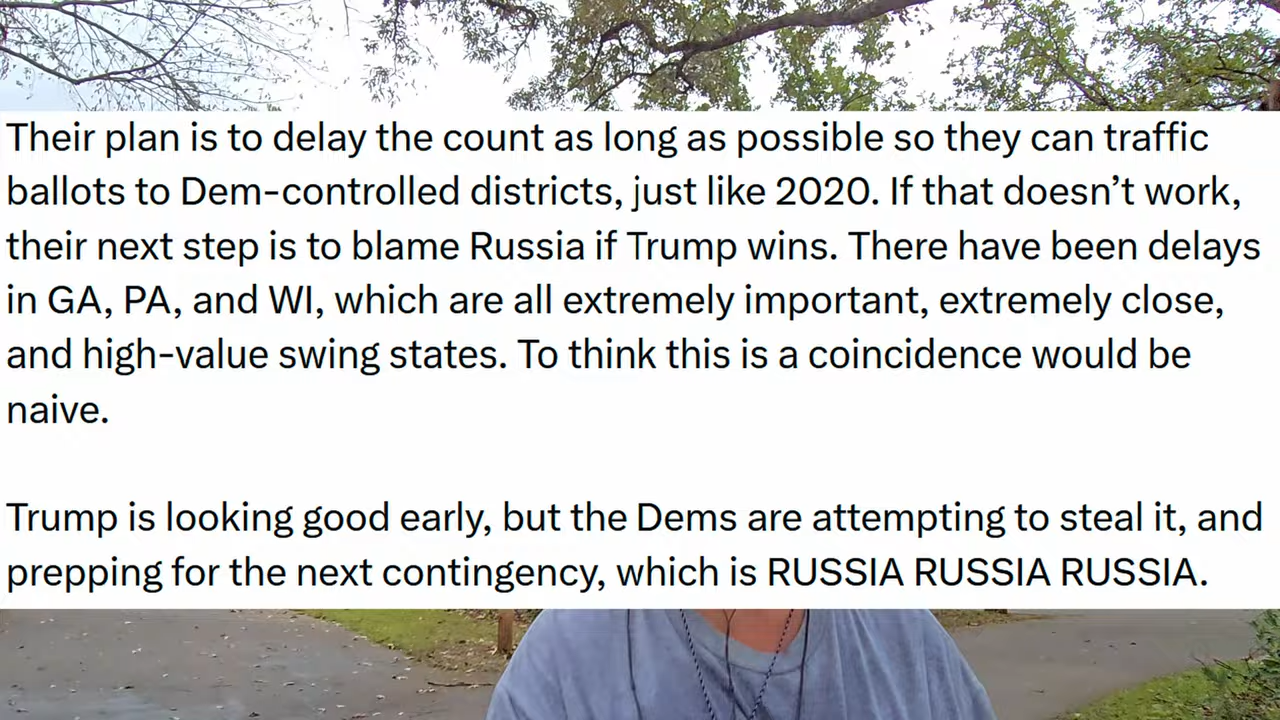 Their plan is to delay the count as long as possible so they can traffic
ballots to Dem-controlled districts, just like 2020. If that doesn’t work,
their next step is to blame Russia if Trump wins. There have been delays
in GA, PA, and WI, which are all extremely important, extremely close,
and high-value swing states. To think this is a coincidence would be
naive.
Trump is looking good early, but the Dems are attempting to steal it, and
prepping for the next contingency, which is RUSSIA RUSSIA RUSSIA.